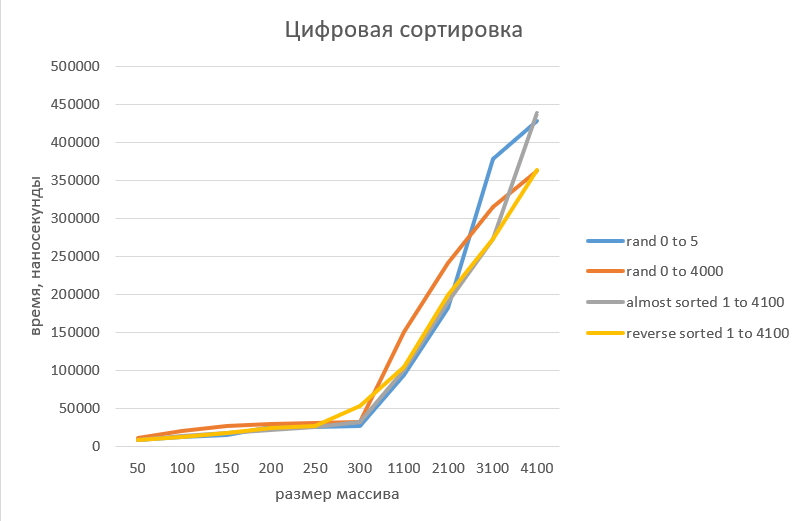 Цифровая сортировка
500000
450000
400000
350000
300000
250000
200000
150000
100000
50000
0
время, наносекунды
50 100 150 200 250 300 1100 2100 3100 4100
размер массива
rand 0 to 5
rand 0 to 4000
almost sorted 1 to 4100
reverse sorted 1 to 4100